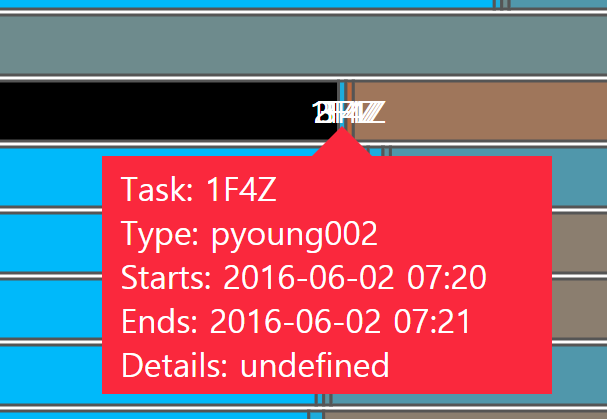 Task: 1F4Z
Type: pyoung002
Starts: 2016-06-02 07:20
Ends: 2016-06-02 07:21
Details: undefined